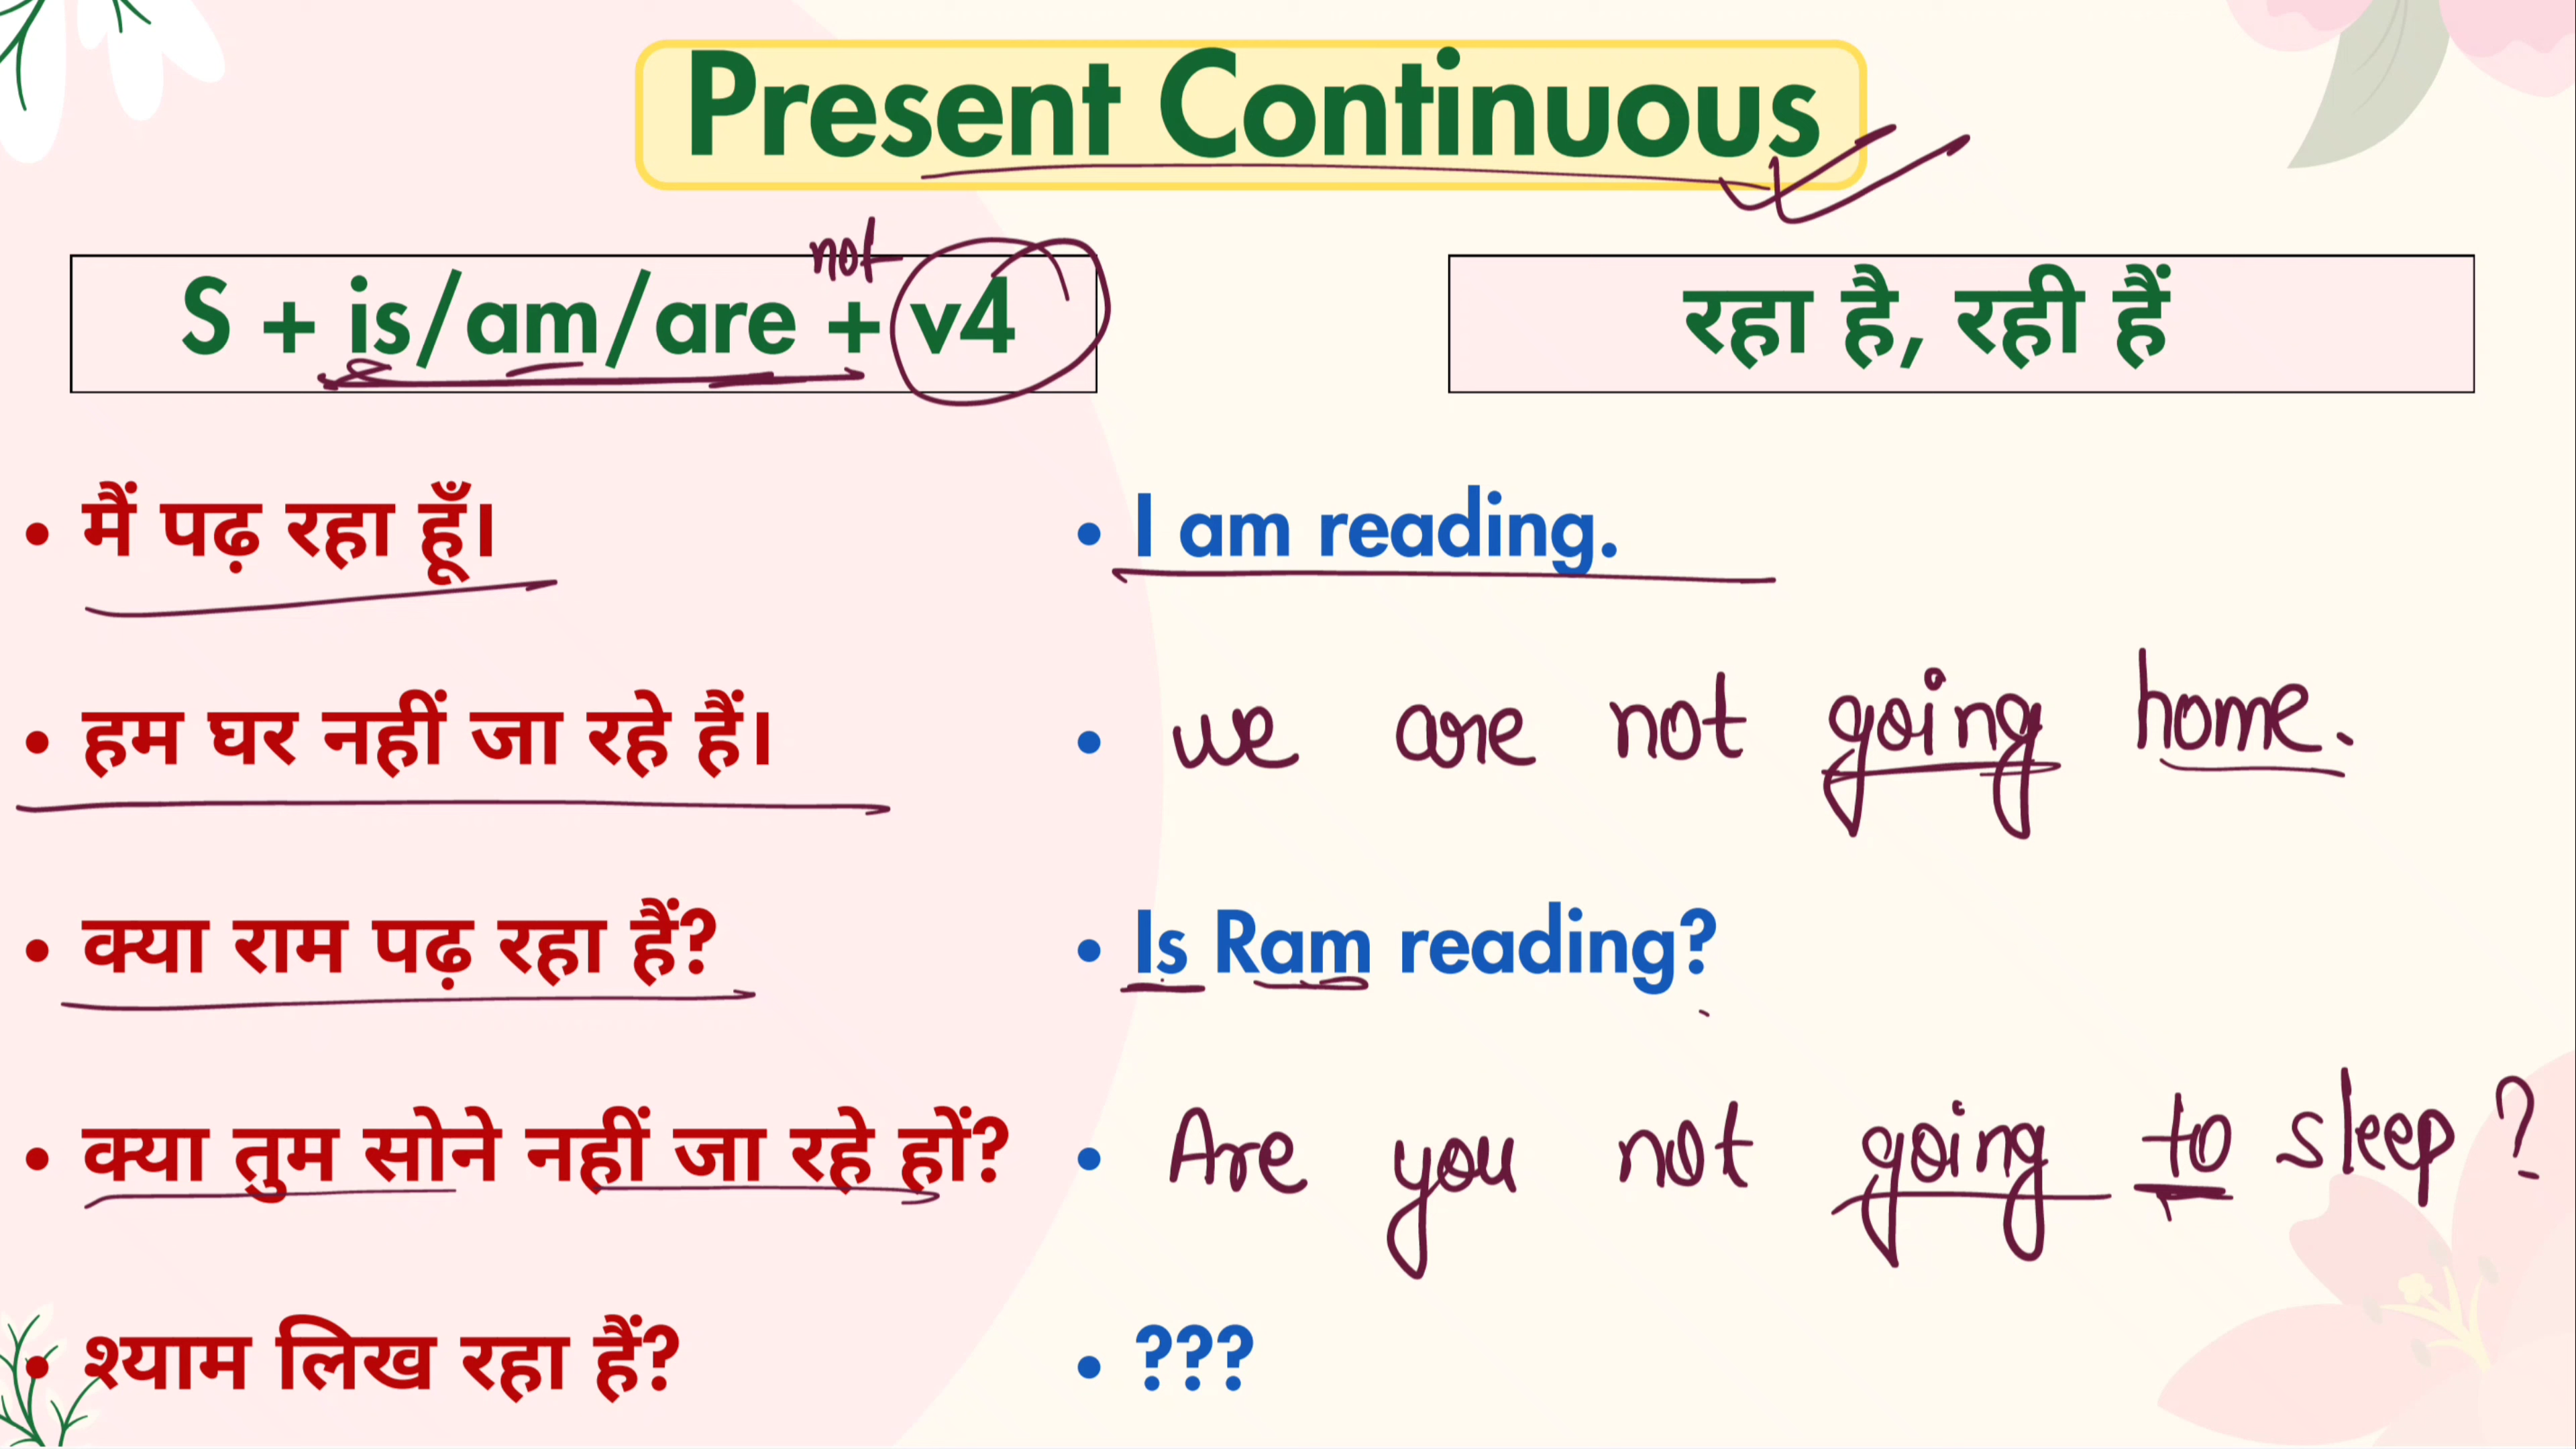 Present Continuous
not
S + is/am/are + v4
रहा है, रही हैं
• मैं पढ़ रहा हूँ।
• I am reading.
• हम घर नहीं जा रहे हैं।
• we are not going home.
• क्या राम पढ़ रहा हैं?
• Is Ram reading?
• क्या तुम सोने नहीं जा रहे हों?
• Are you not going to sleep?
• श्याम लिख रहा हैं?
• ???